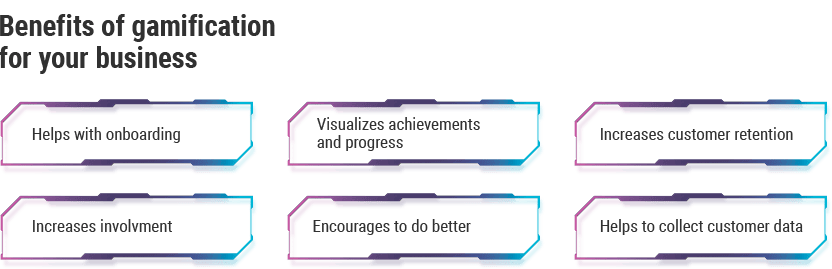 Benefits of gamification
for your business
Helps with onboarding
Visualizes achievements
and progress
Increases customer retention
Increases involvment
Encourages to do better
Helps to collect customer data